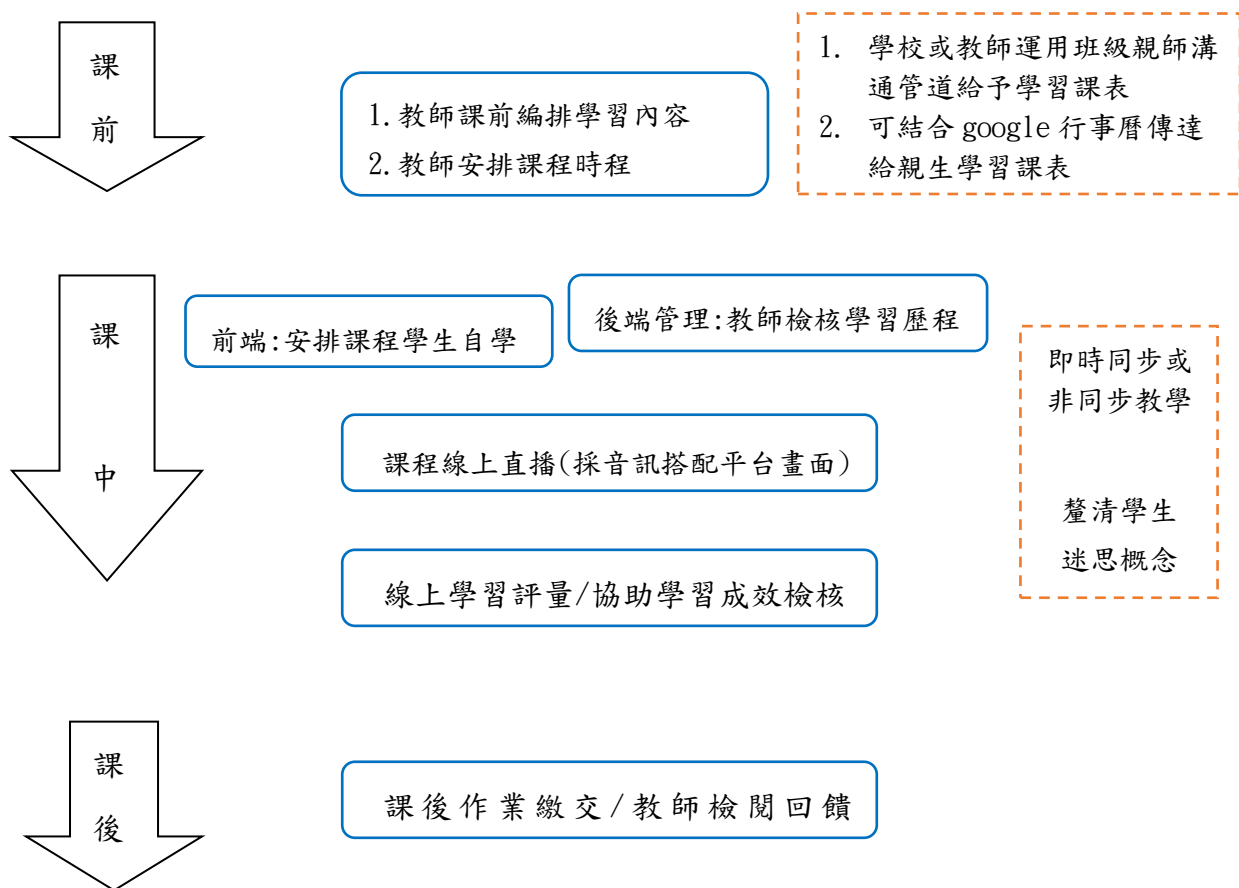 課
前
1.教師課前編排學習內容
2.教師安排課程時程
1. 學校或教師運用班級親師溝
通管道給予學習課表
2. 可結合 google 行事曆傳達
給親生學習課表
課
中
前端:安排課程學生自學
後端管理:教師檢核學習歷程
課程線上直播(採音訊搭配平台畫面)
線上學習評量/協助學習成效檢核
即時同步或
非同步教學
釐清學生
迷思概念
課
後
課後作業繳交/教師檢閱回饋